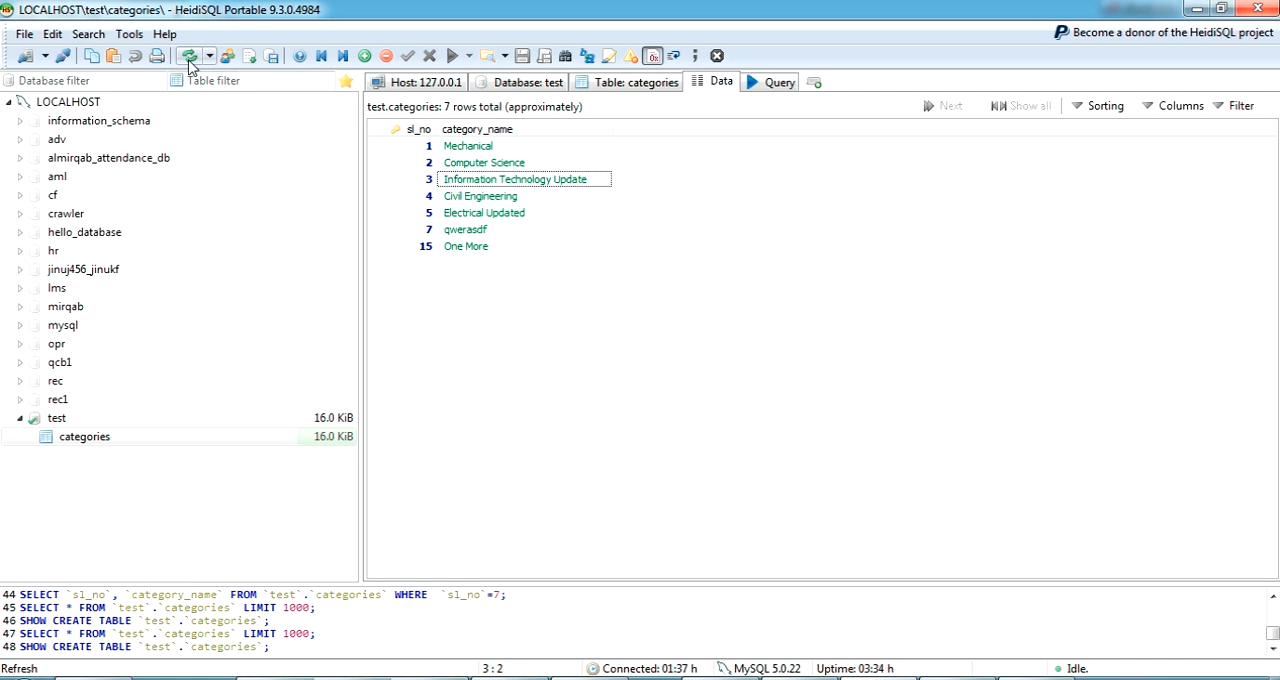 LOCALHOST\test\categories\ - HeidiSQL Portable 9.3.0.4984
File Edit Search Tools Help
Become a donor of the HeidiSQL project
Database filter
Table filter
Host: 127.0.0.1
Database: test
Table: categories
Data
Query
LOCALHOST
information_schema
adv
almirqab_attendance_db
aml
cf
crawler
hello_database
hr
jinuj456_jinukf
lms
mirqab
mysql
opr
qcb1
rec
rec1
test 16.0 KiB
categories 16.0 KiB
test.categories: 7 rows total (approximately)
Next Show all Sorting Columns Filter
sl_no category_name
1 Mechanical
2 Computer Science
3 Information Technology Update
4 Civil Engineering
5 Electrical Updated
7 qwerasdf
15 One More
44 SELECT `sl_no`, `category_name` FROM `test`.`categories` WHERE `sl_no`=7;
45 SELECT * FROM `test`.`categories` LIMIT 1000;
46 SHOW CREATE TABLE `test`.`categories`;
47 SELECT * FROM `test`.`categories` LIMIT 1000;
48 SHOW CREATE TABLE `test`.`categories`;
Refresh 3 : 2 Connected: 01:37 h MySQL 5.0.22 Uptime: 03:34 h Idle.